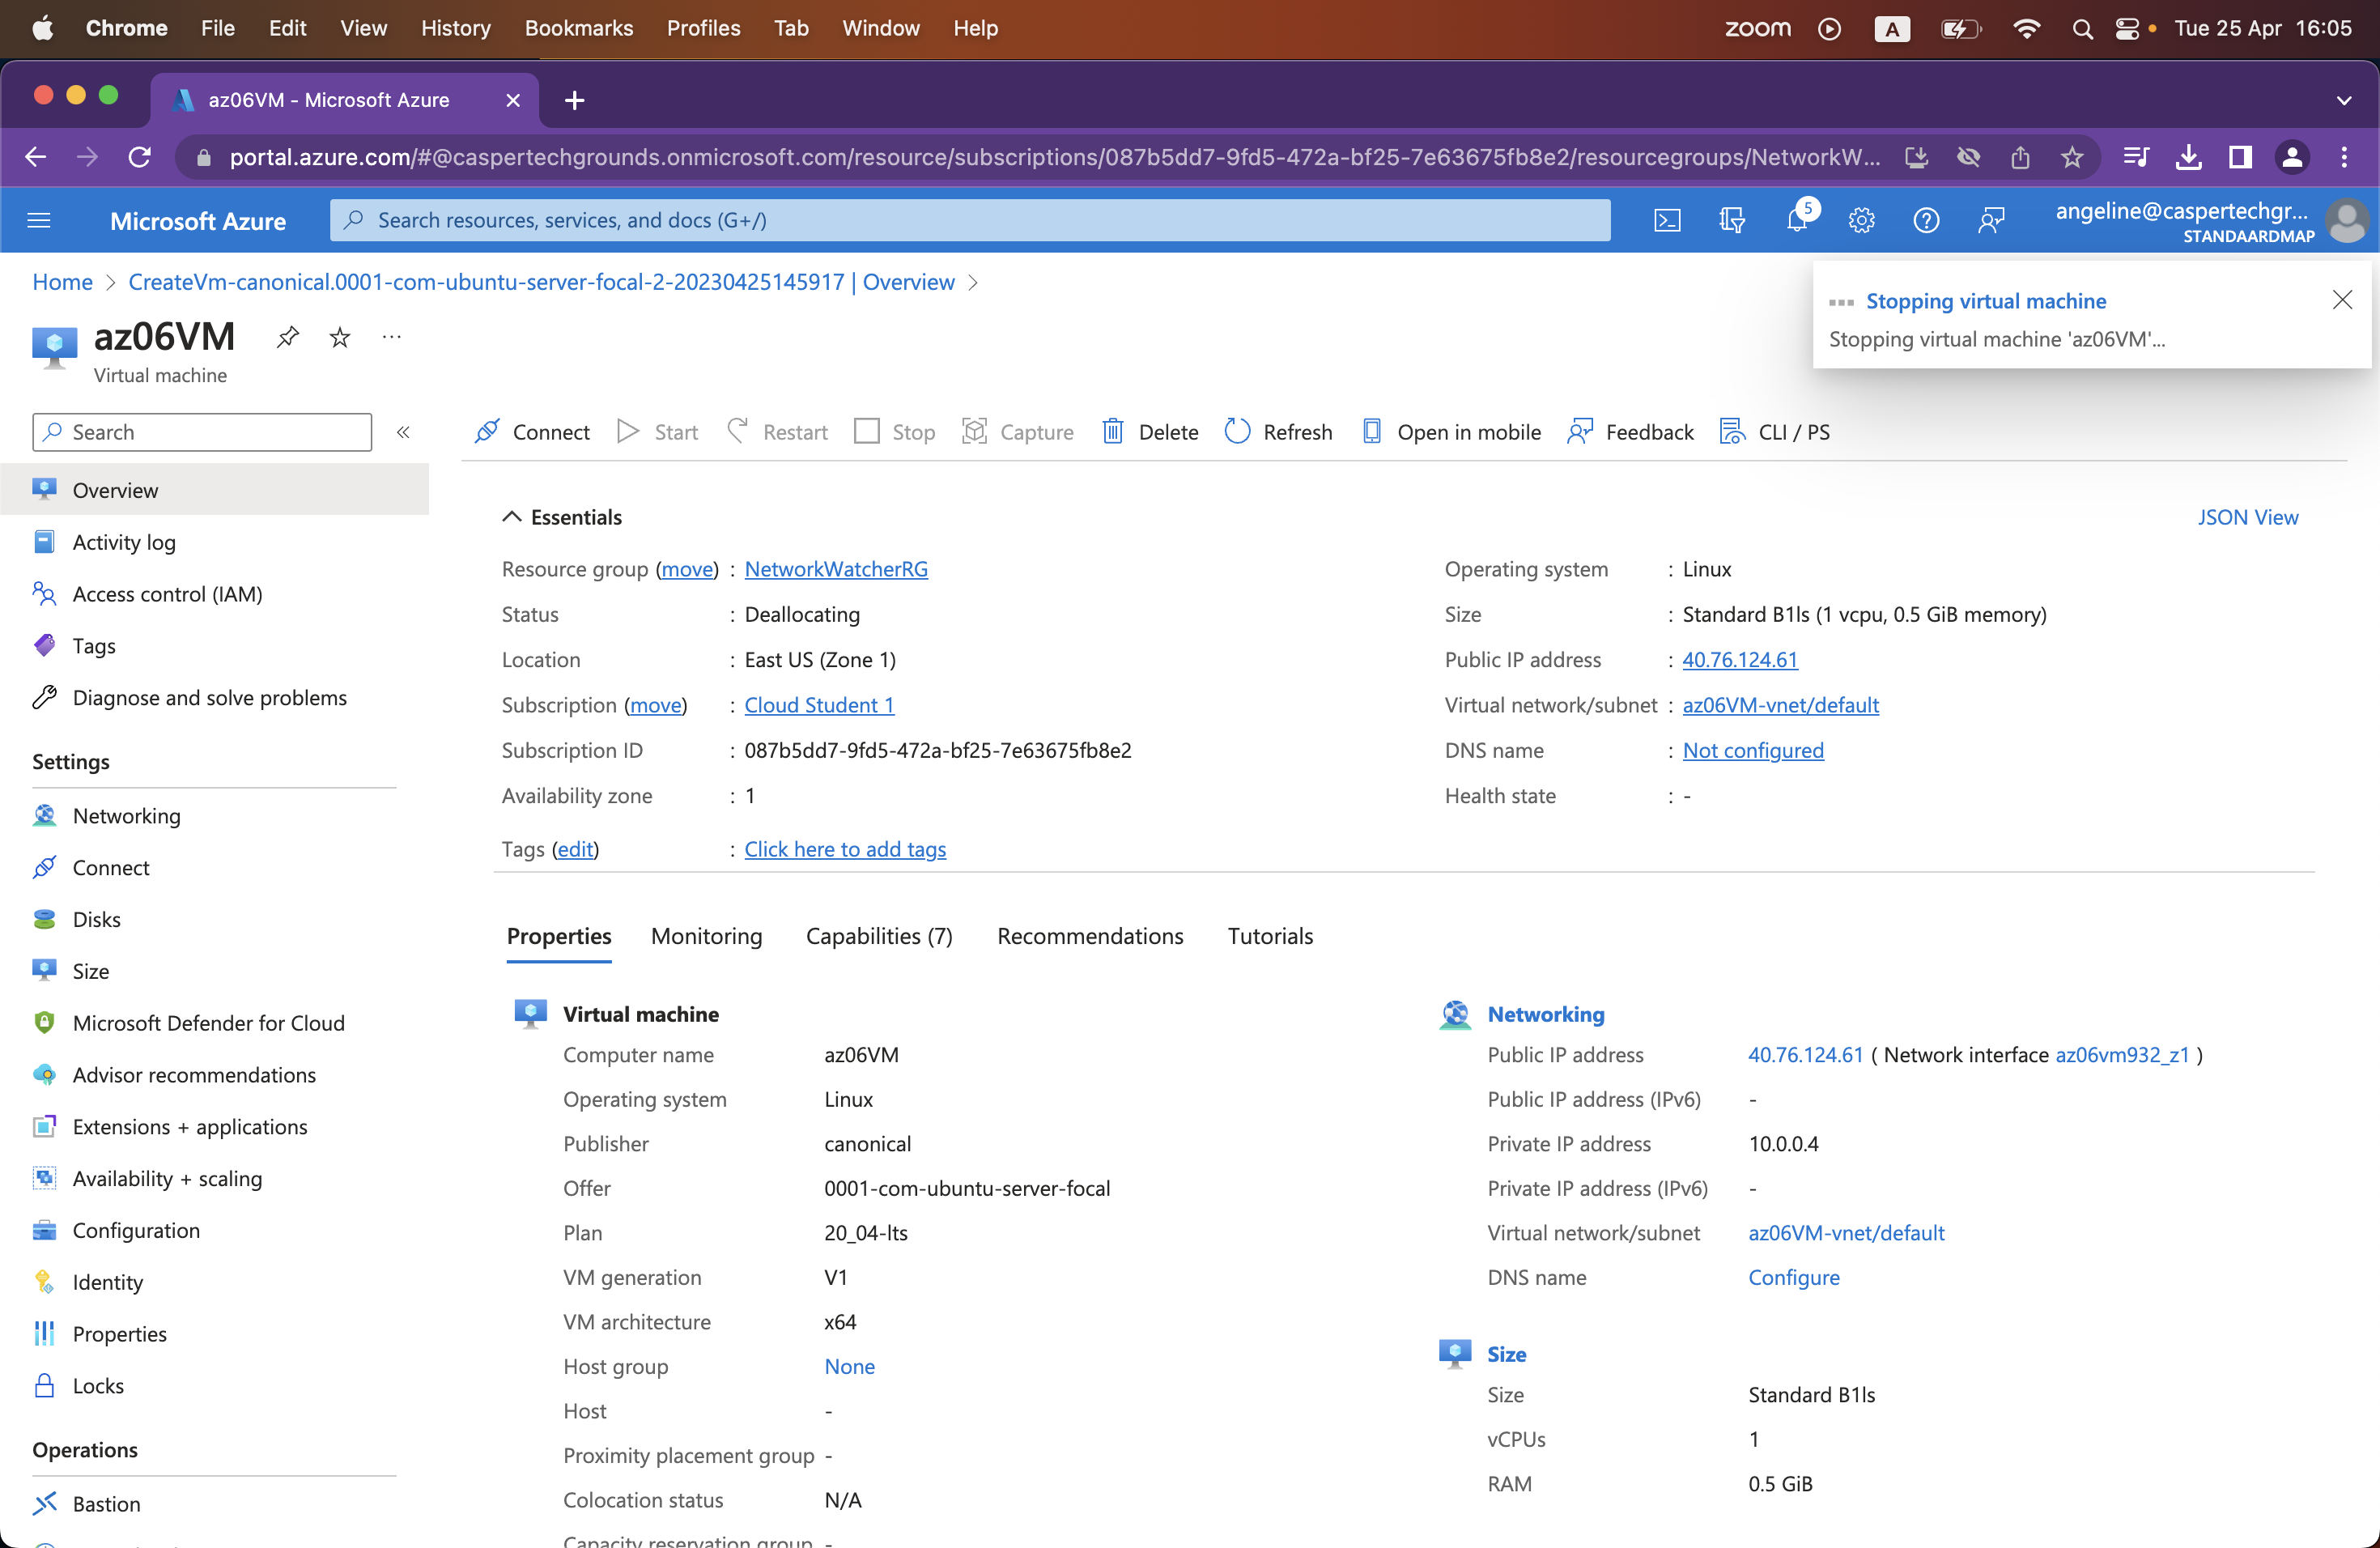 Chrome File Edit View History Bookmarks Profiles Tab Window Help zoom A Tue 25 Apr 16:05
az06VM - Microsoft Azure
portal.azure.com/#@caspertechgrounds.onmicrosoft.com/resource/subscriptions/087b5dd7-9fd5-472a-bf25-7e63675fb8e2/resourcegroups/NetworkW...
Microsoft Azure Search resources, services, and docs (G+/) 5 angeline@caspertechgr...
STANDAARDMAP
Home > CreateVm-canonical.0001-com-ubuntu-server-focal-2-20230425145917 | Overview >
Stopping virtual machine
Stopping virtual machine 'az06VM'...
az06VM ...
Virtual machine
Search «
Connect Start Restart Stop Capture Delete Refresh Open in mobile Feedback CLI / PS
Overview
Activity log
Access control (IAM)
Tags
Diagnose and solve problems
Settings
Networking
Connect
Disks
Size
Microsoft Defender for Cloud
Advisor recommendations
Extensions + applications
Availability + scaling
Configuration
Identity
Properties
Locks
Operations
Bastion
Essentials JSON View
Resource group (move) : NetworkWatcherRG
Status : Deallocating
Location : East US (Zone 1)
Subscription (move) : Cloud Student 1
Subscription ID : 087b5dd7-9fd5-472a-bf25-7e63675fb8e2
Availability zone : 1
Tags (edit) : Click here to add tags
Operating system : Linux
Size : Standard B1ls (1 vcpu, 0.5 GiB memory)
Public IP address : 40.76.124.61
Virtual network/subnet : az06VM-vnet/default
DNS name : Not configured
Health state : -
Properties Monitoring Capabilities (7) Recommendations Tutorials
Virtual machine
Computer name az06VM
Operating system Linux
Publisher canonical
Offer 0001-com-ubuntu-server-focal
Plan 20_04-lts
VM generation V1
VM architecture x64
Host group None
Host -
Proximity placement group -
Colocation status N/A
Capacity reservation group -
Networking
Public IP address 40.76.124.61 ( Network interface az06vm932_z1 )
Public IP address (IPv6) -
Private IP address 10.0.0.4
Private IP address (IPv6) -
Virtual network/subnet az06VM-vnet/default
DNS name Configure
Size
Size Standard B1ls
vCPUs 1
RAM 0.5 GiB